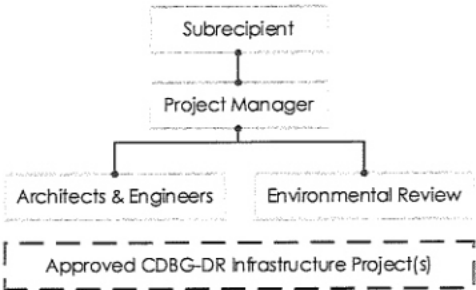 Subrecipient
Project Manager
Architects & Engineers
Environmental Review
Approved CDBG-DR Infrastructure Project(s)